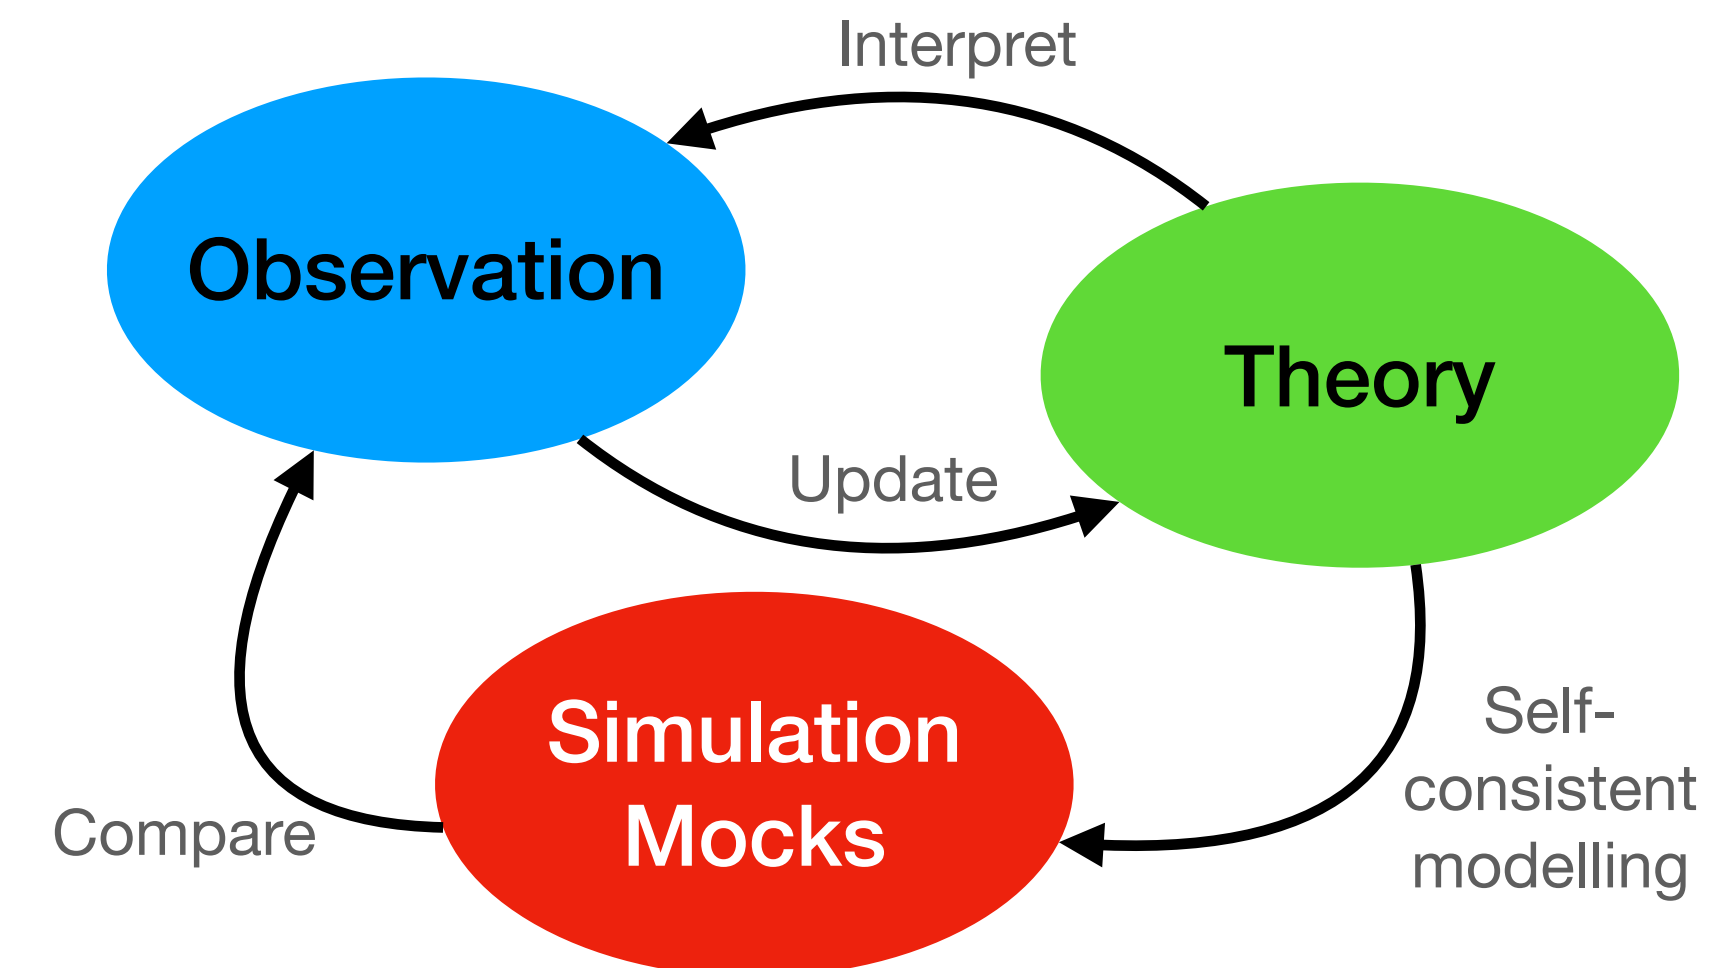 Interpret
Observation
Theory
Update
Simulation
Mocks
Compare
Self-
consistent
modelling